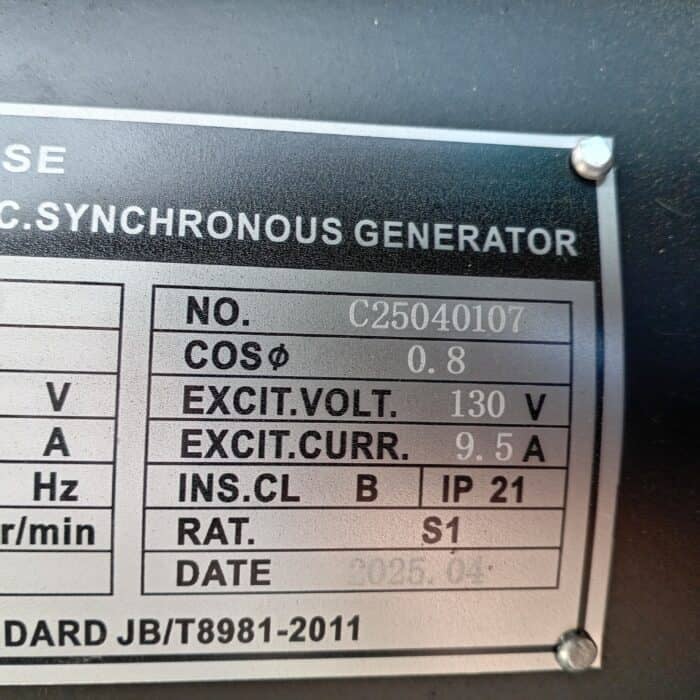 SE
C.SYNCHRONOUS GENERATOR
NO. C25040107
COSφ 0.8
V EXCIT.VOLT. 130 V
A EXCIT.CURR. 9.5 A
Hz INS.CL B IP 21
r/min RAT. S1
DATE 2025.04
DARD JB/T8981-2011